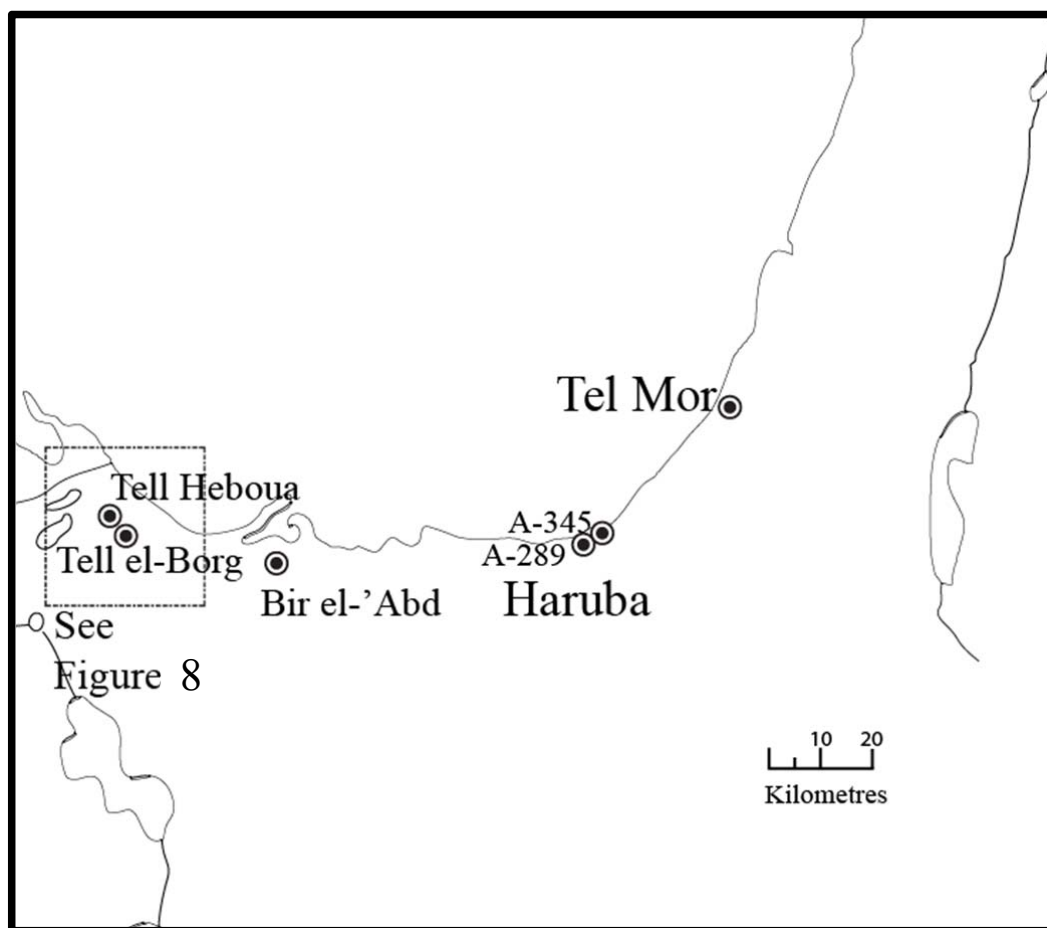 Tel Mor
Tell Heboua
A-345
A-289
Tell el-Borg
Haruba
Bir el-’Abd
See
Figure 8
10 20
Kilometres